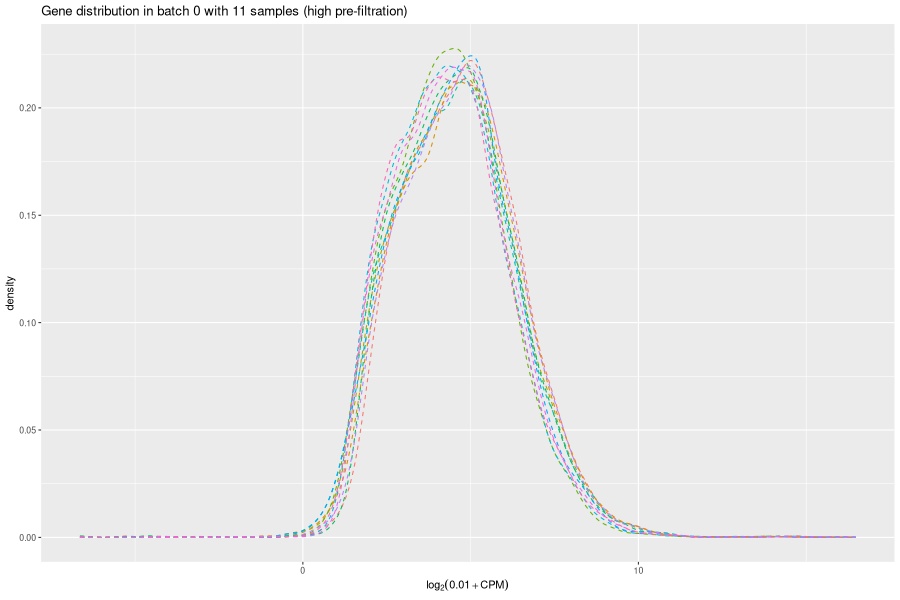 Gene distribution in batch 0 with 11 samples (high pre-filtration)
density
0.20
0.15
0.10
0.05
0.00
0
10
log₂(0.01 + CPM)